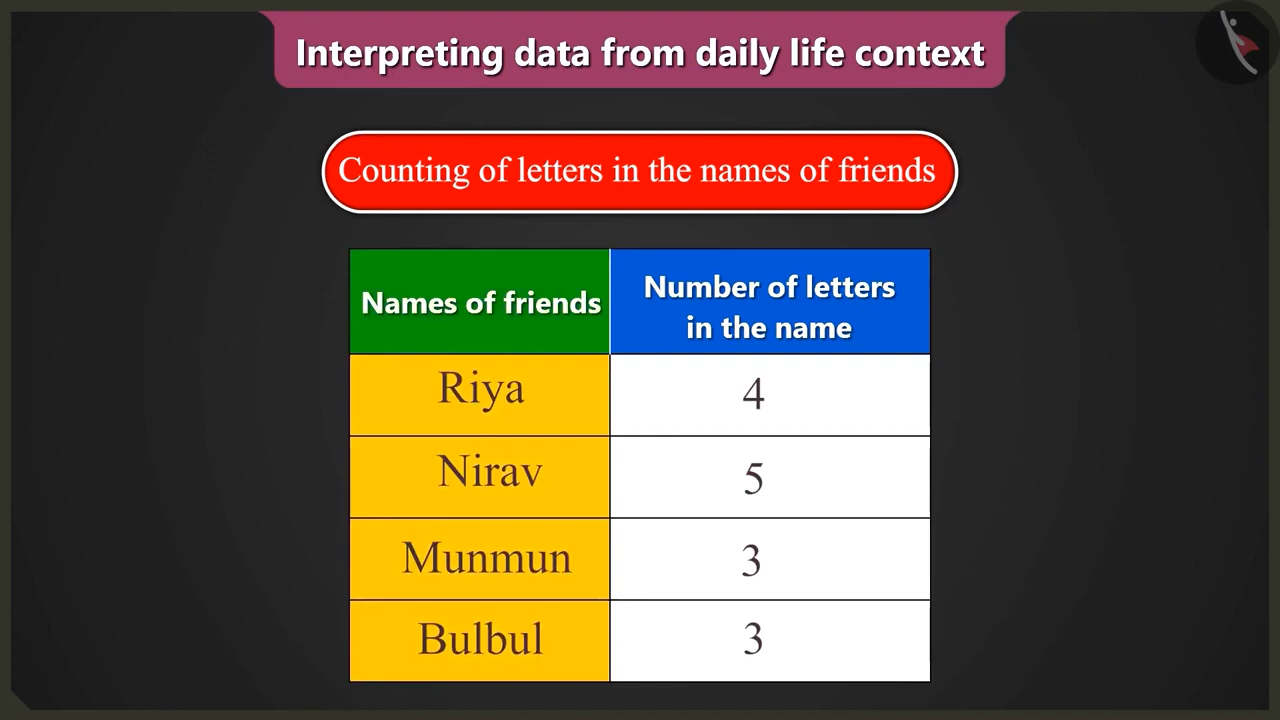 Interpreting data from daily life context
Counting of letters in the names of friends
Names of friends
Number of letters
in the name
Riya 4
Nirav 5
Munmun 3
Bulbul 3